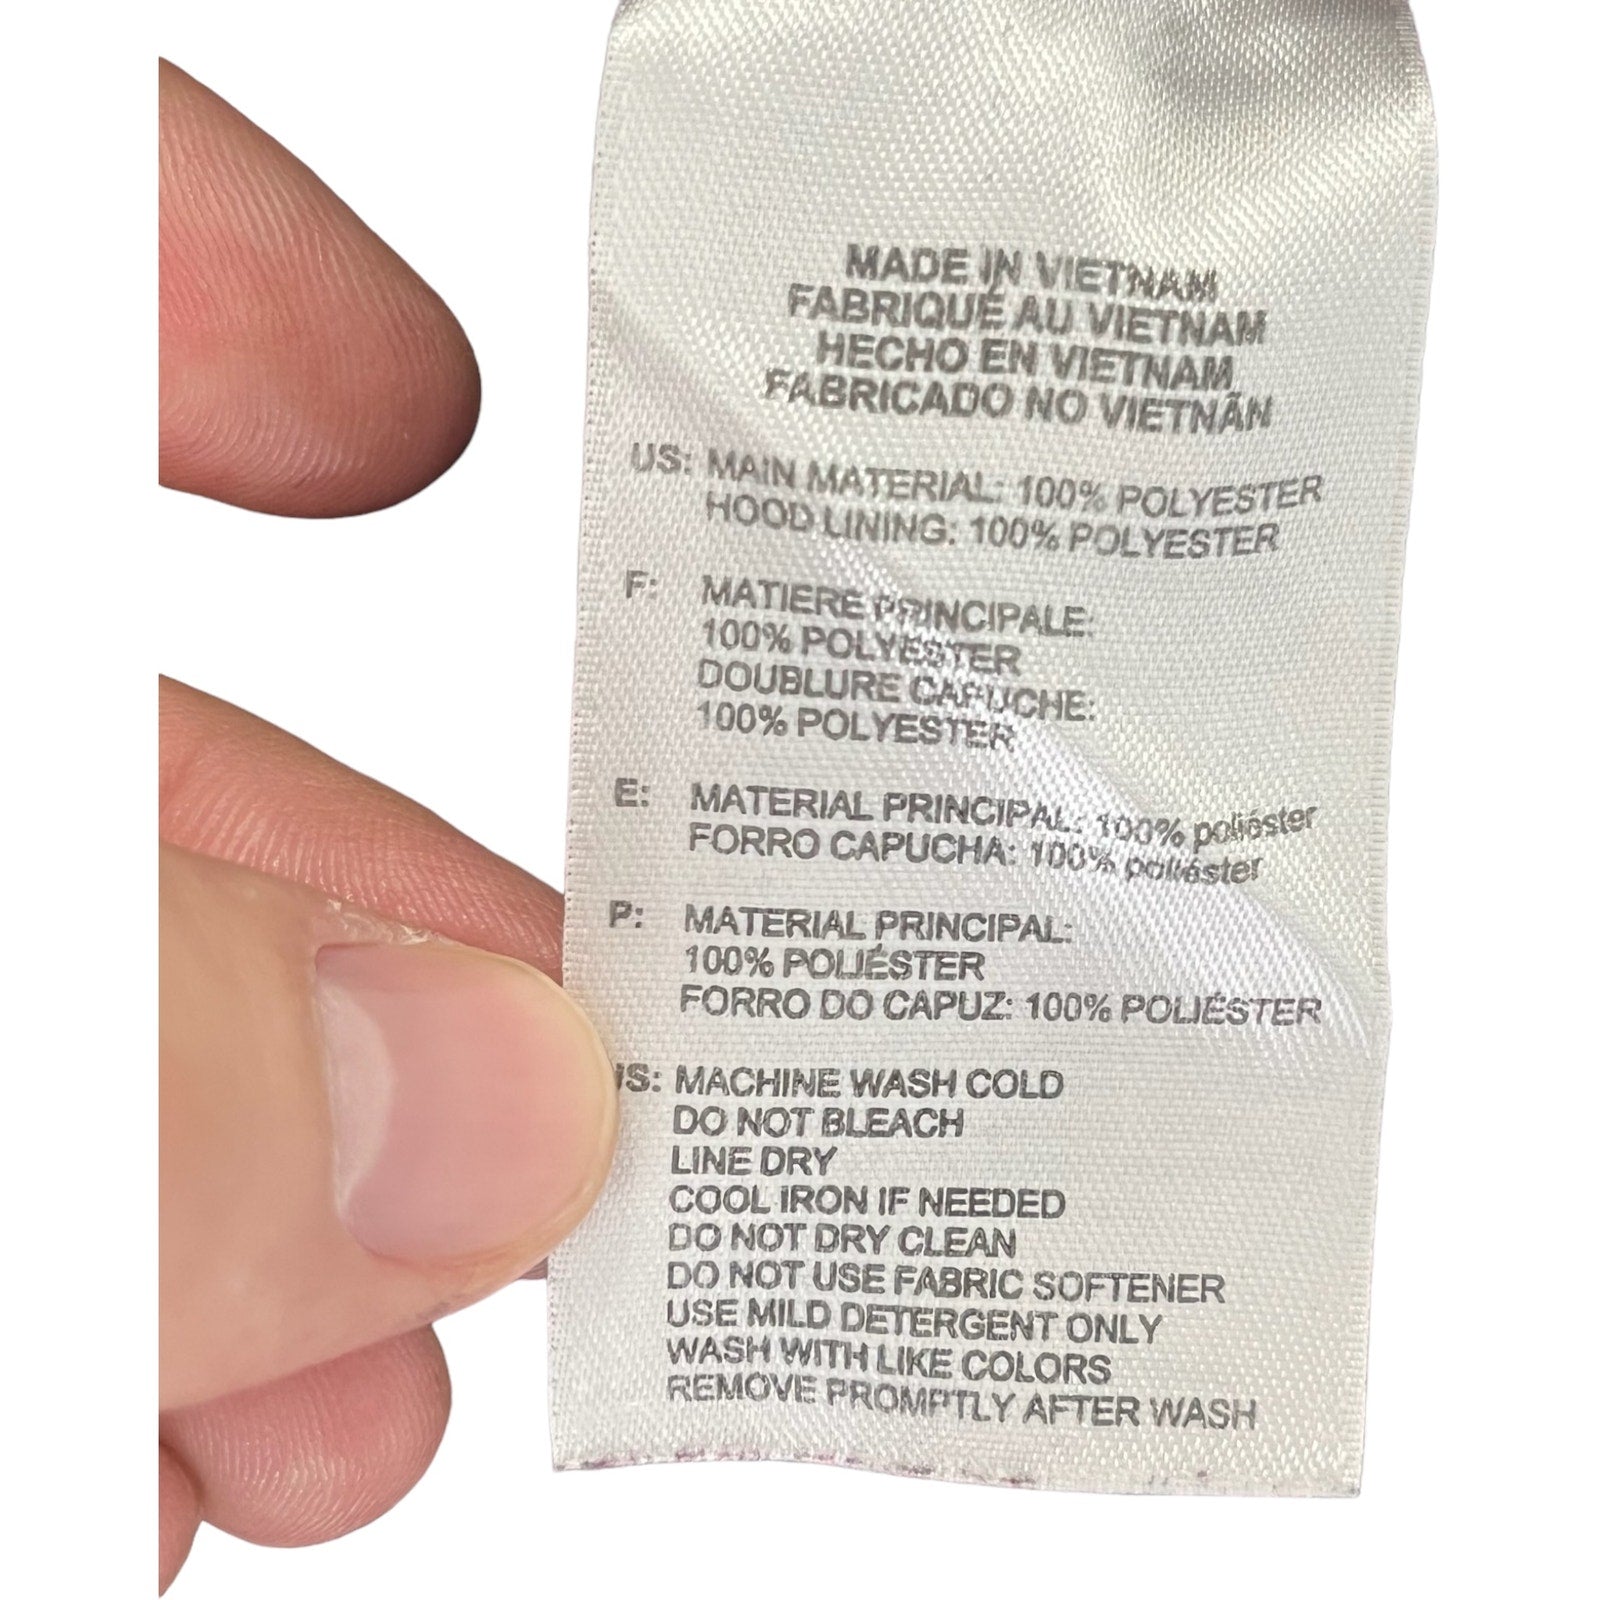 MADE IN VIETNAM
FABRIQUÉ AU VIETNAM
HECHO EN VIETNAM
FABRICADO NO VIETNÃN
US: MAIN MATERIAL: 100% POLYESTER
HOOD LINING: 100% POLYESTER
F: MATIERE PRINCIPALE:
100% POLYESTER
DOUBLURE CAPUCHE:
100% POLYESTER
E: MATERIAL PRINCIPAL: 100% poliéster
FORRO CAPUCHA: 100% poliéster
P: MATERIAL PRINCIPAL:
100% POLIÉSTER
FORRO DO CAPUZ: 100% POLIÉSTER
US: MACHINE WASH COLD
DO NOT BLEACH
LINE DRY
COOL IRON IF NEEDED
DO NOT DRY CLEAN
DO NOT USE FABRIC SOFTENER
USE MILD DETERGENT ONLY
WASH WITH LIKE COLORS
REMOVE PROMPTLY AFTER WASH